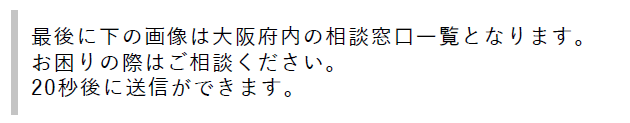 最後に下の画像は大阪府内の相談窓口一覧となります。
お困りの際はご相談ください。
20秒後に送信ができます。